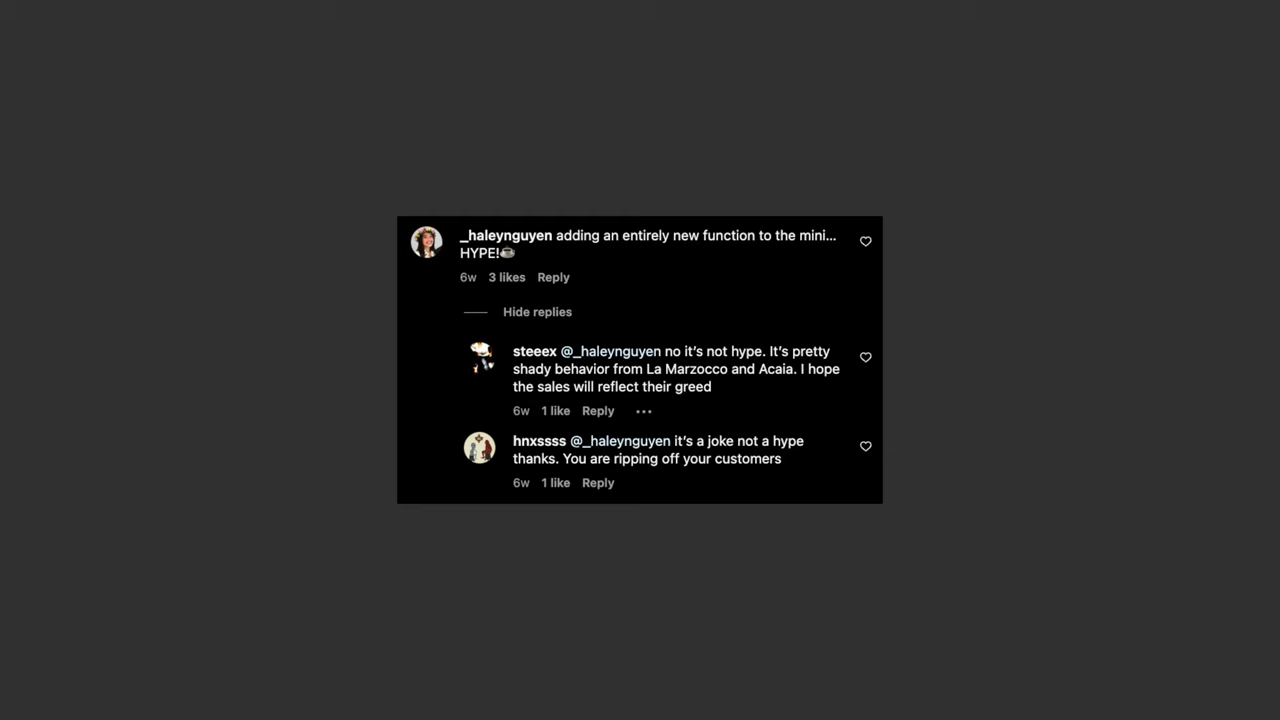 _haleynguyen adding an entirely new function to the mini...
HYPE!☕
6w 3 likes Reply
Hide replies
steeex @_haleynguyen no it’s not hype. It’s pretty
shady behavior from La Marzocco and Acaia. I hope
the sales will reflect their greed
6w 1 like Reply ...
hnxssss @_haleynguyen it’s a joke not a hype
thanks. You are ripping off your customers
6w 1 like Reply